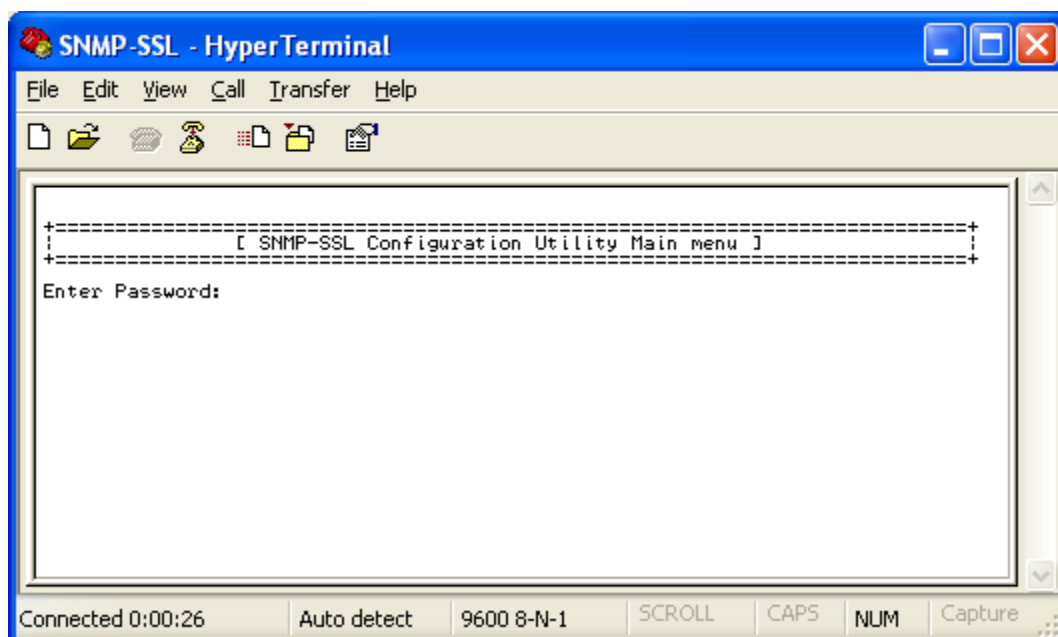 SNMP-SSL - HyperTerminal
File Edit View Call Transfer Help
+============================================================================+
¦ [ SNMP-SSL Configuration Utility Main menu ] ¦
+============================================================================+
Enter Password:
Connected 0:00:26 Auto detect 9600 8-N-1 SCROLL CAPS NUM Capture